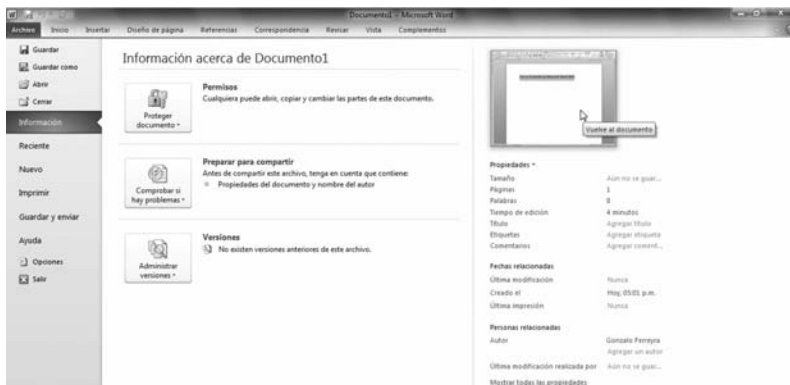 Documento1 - Microsoft Word
Archivo Inicio Insertar Diseño de página Referencias Correspondencia Revisar Vista Complementos
Guardar
Guardar como
Abrir
Cerrar
Información
Reciente
Nuevo
Imprimir
Guardar y enviar
Ayuda
Opciones
Salir
Información acerca de Documento1
Proteger
documento
Permisos
Cualquiera puede abrir, copiar y cambiar las partes de este documento.
Comprobar si
hay problemas
Preparar para compartir
Antes de compartir este archivo, tenga en cuenta que contiene:
Propiedades del documento y nombre del autor
Administrar
versiones
Versiones
No existen versiones anteriores de este archivo.
Vuelve al documento
Propiedades
Tamaño Aún no se guar...
Páginas 1
Palabras 8
Tiempo de edición 4 minutos
Título Agregar título
Etiquetas Agregar etiqueta
Comentarios Agregar coment...
Fechas relacionadas
Última modificación Nunca
Creado el Hoy, 05:01 p.m.
Última impresión Nunca
Personas relacionadas
Autor Gonzalo Ferreyra
Agregar un autor
Última modificación realizada por Aún no se guar...
Mostrar todas las propiedades